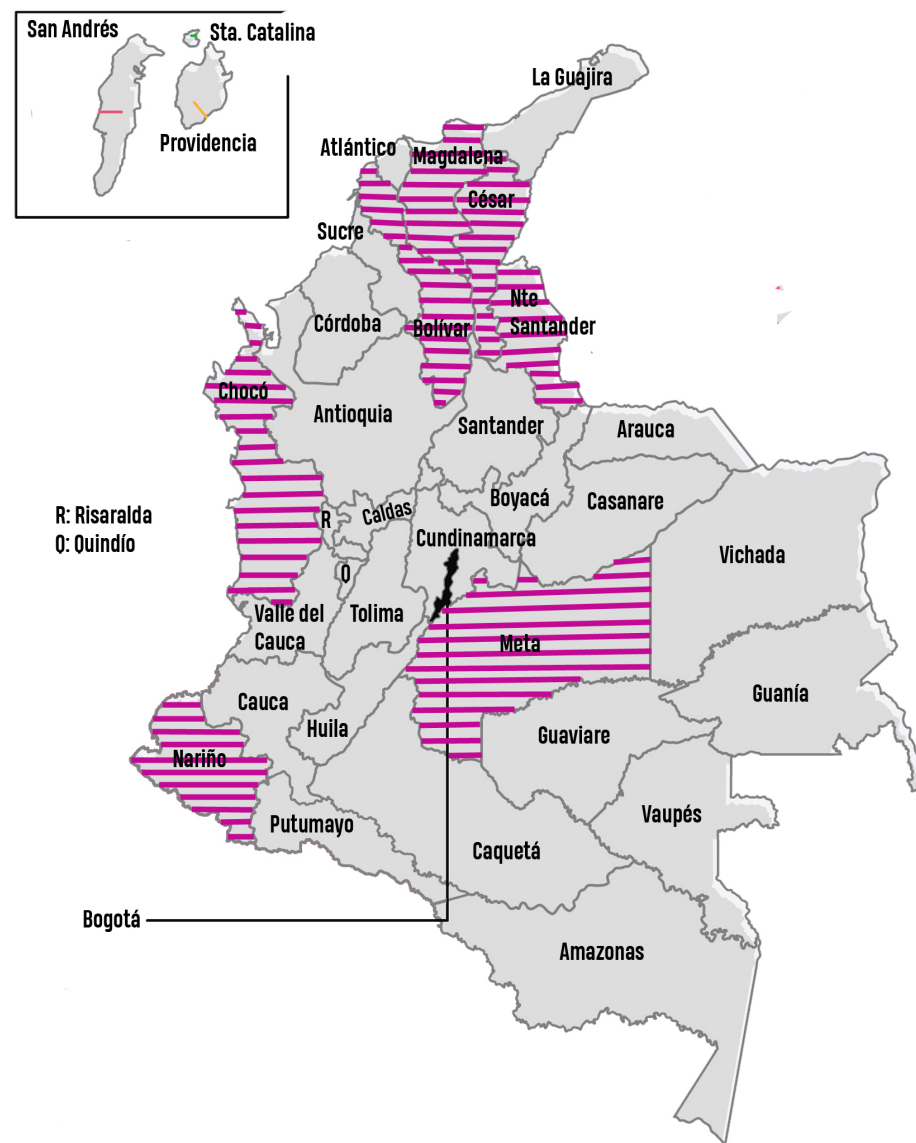 San Andrés
Sta. Catalina
Providencia
La Guajira
Atlántico
Magdalena
César
Sucre
Nte
Santander
Córdoba
Bolívar
Chocó
Antioquia
Santander
Arauca
Boyacá
Casanare
R: Risaralda
Q: Quindío
R
Caldas
Cundinamarca
Vichada
Q
Valle del
Cauca
Tolima
Meta
Cauca
Guanía
Huila
Guaviare
Nariño
Putumayo
Vaupés
Caquetá
Bogotá
Amazonas